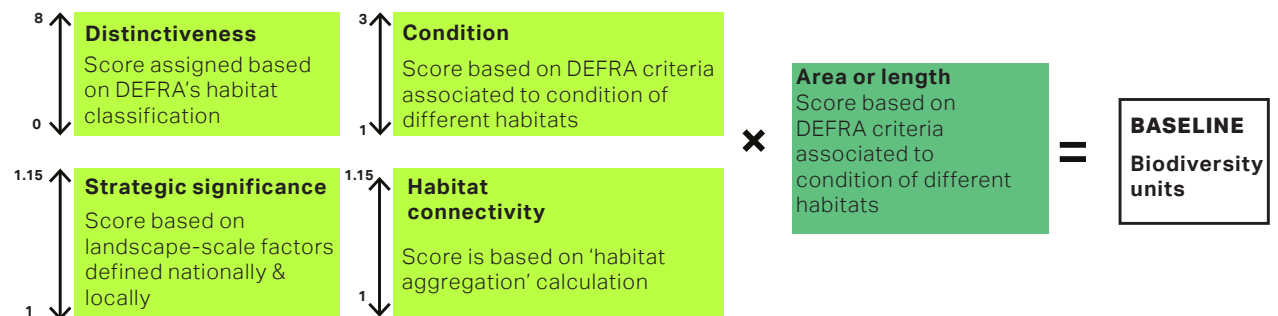 8
Distinctiveness
Score assigned based
on DEFRA's habitat
classification
0
3
Condition
Score based on DEFRA criteria
associated to condition of
different habitats
1
1.15
Strategic significance
Score based on
landscape-scale factors
defined nationally &
locally
1
1.15
Habitat
connectivity
Score is based on ‘habitat
aggregation’ calculation
1
×
Area or length
Score based on
DEFRA criteria
associated to
condition of different
habitats
=
BASELINE
Biodiversity
units